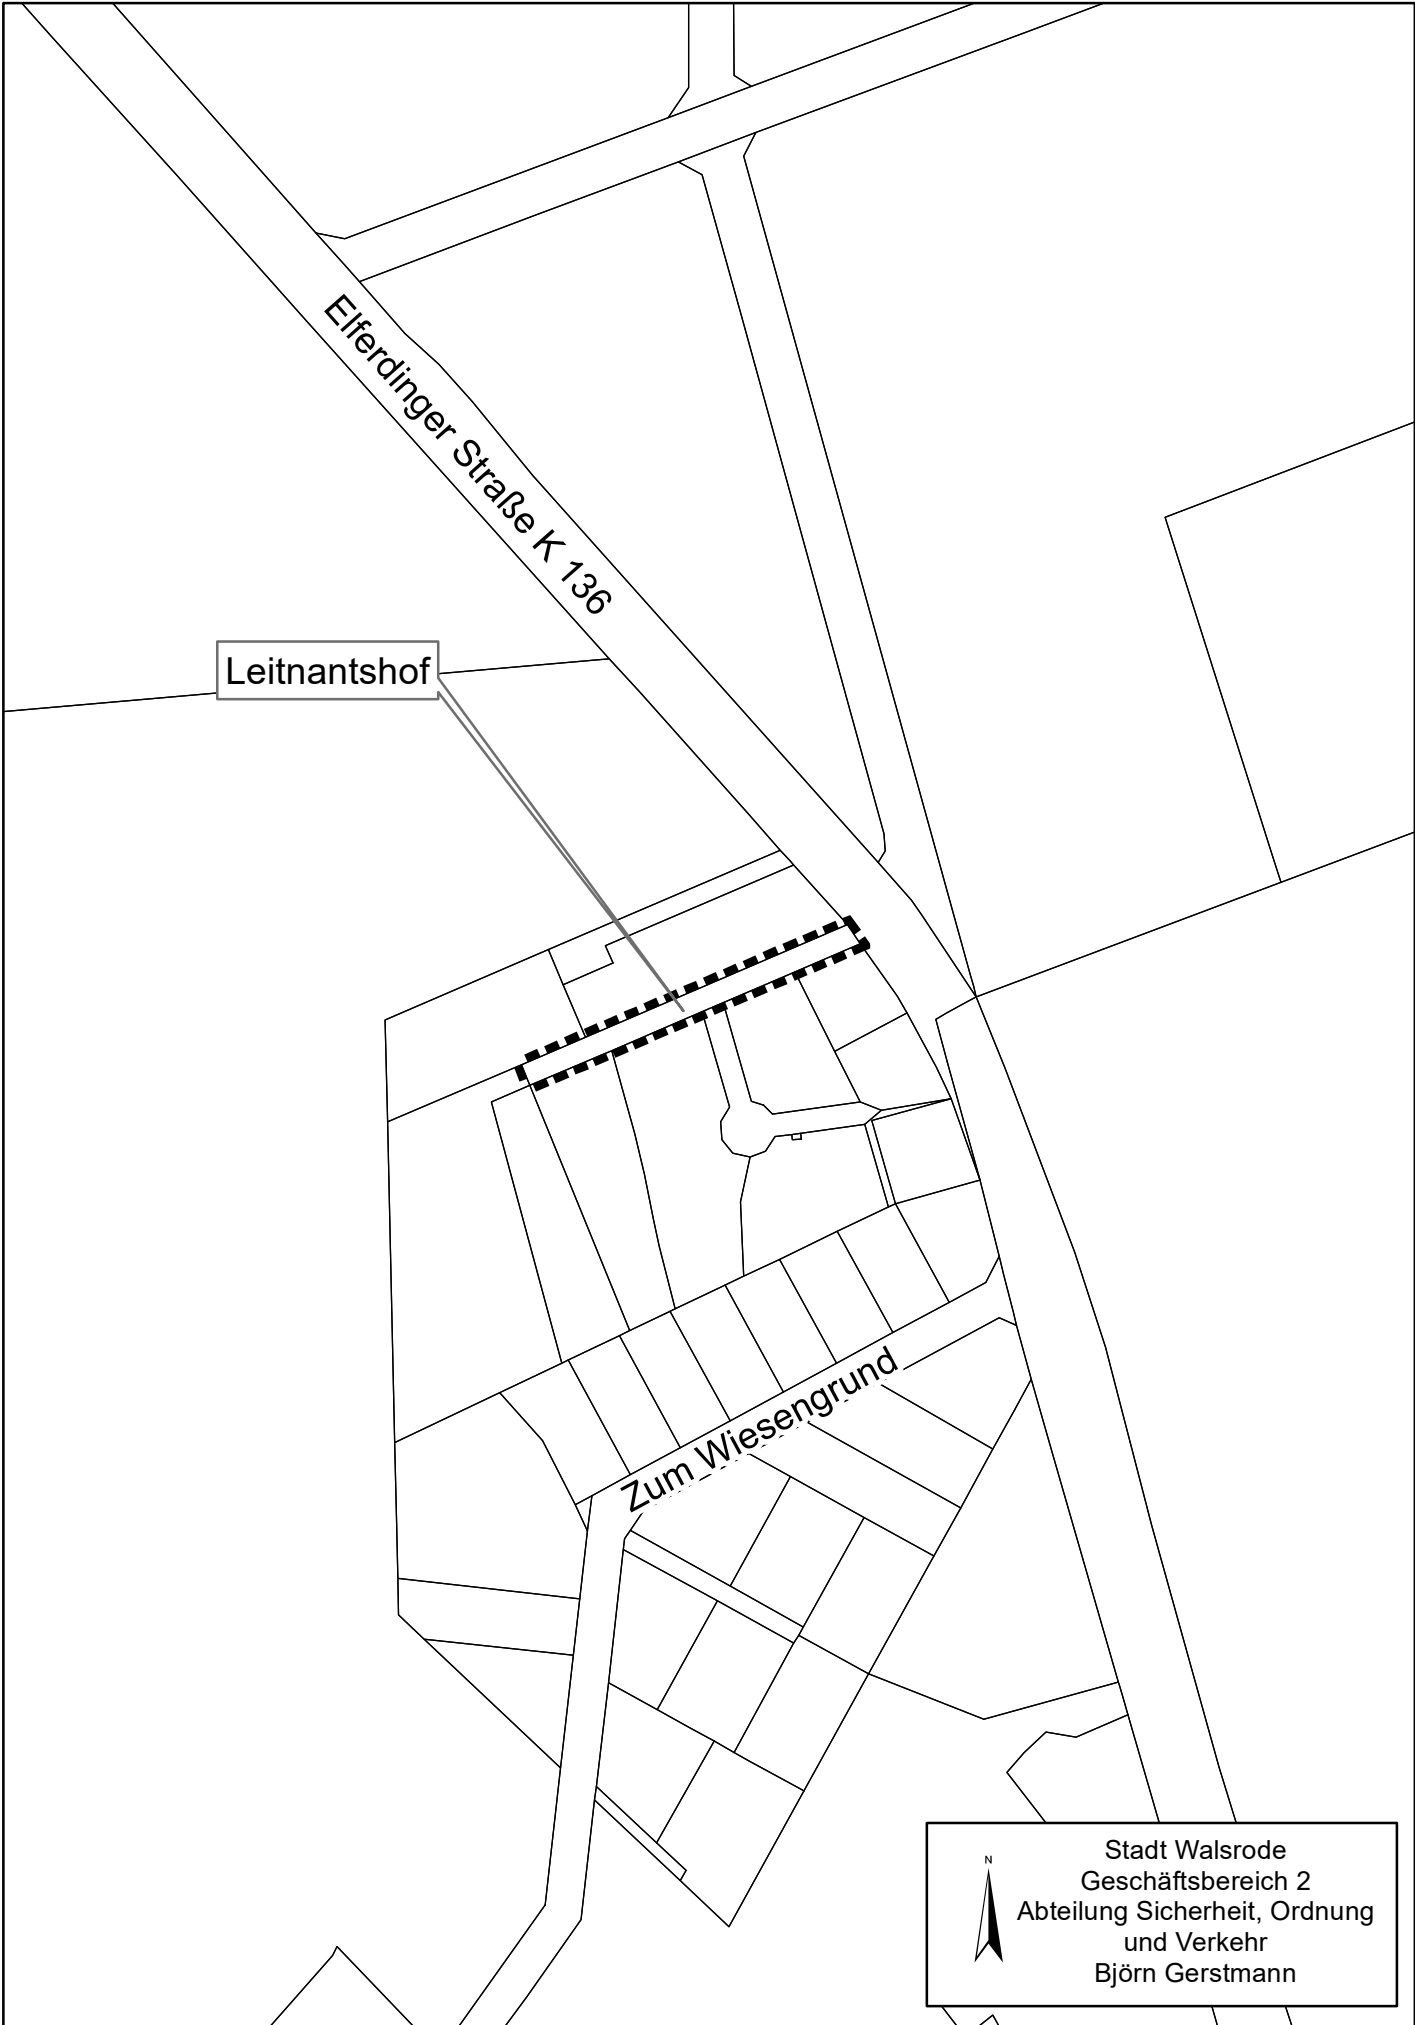 Elferdinger Straße K 136
Leitnantshof
Zum Wiesengrund
N
Stadt Walsrode
Geschäftsbereich 2
Abteilung Sicherheit, Ordnung
und Verkehr
Björn Gerstmann